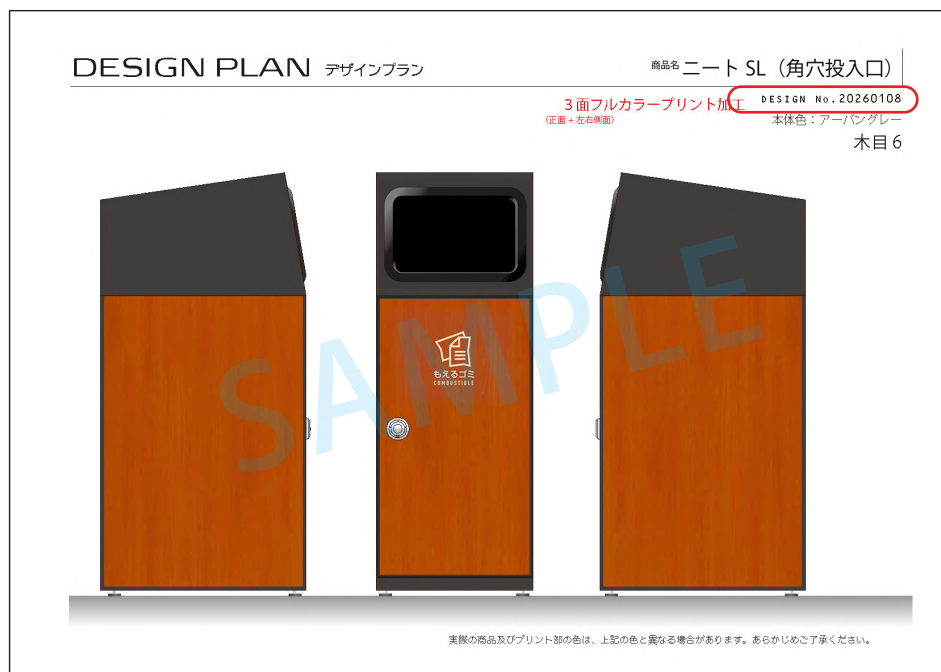 DESIGN PLAN デザインプラン
商品名 ニート SL（角穴投入口）
3面フルカラープリント加工
（正面＋左右側面）
DESIGN No.20260108
本体色：アーバングレー
木目6
もえるゴミ
COMBUSTIBLE
SAMPLE
実際の商品及びプリント部の色は、上記の色と異なる場合があります。あらかじめご了承ください。